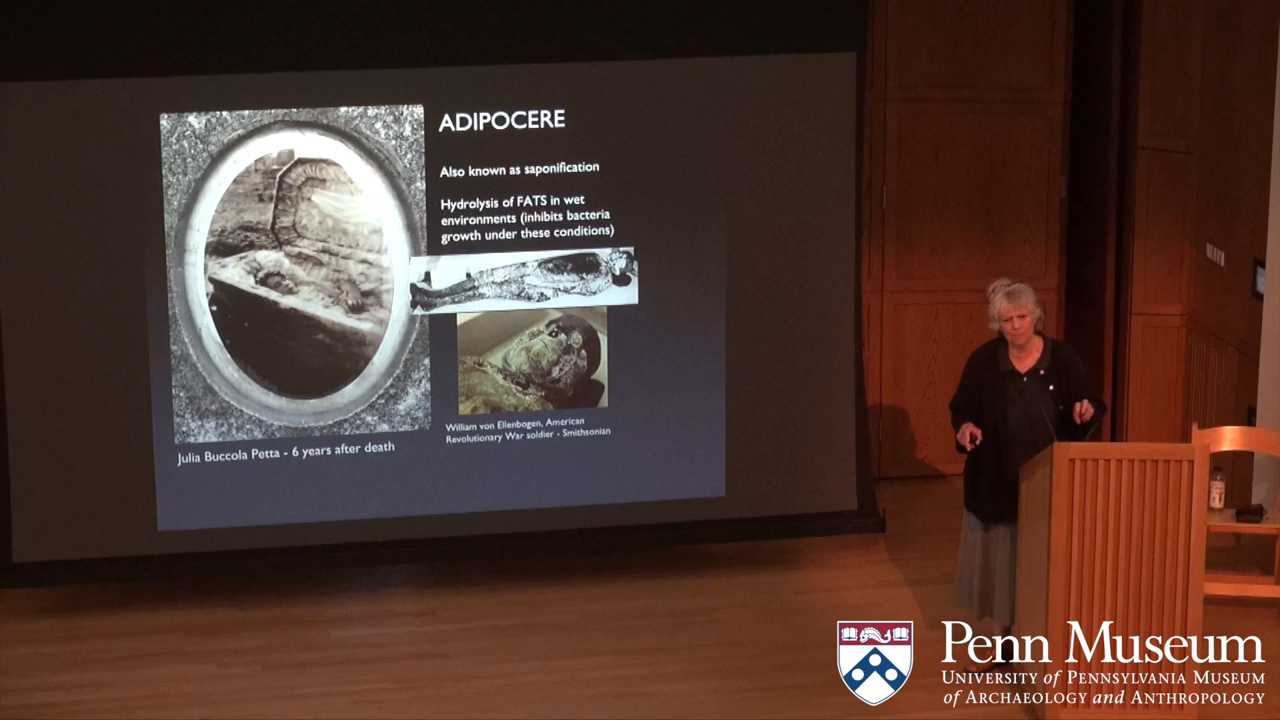 ADIPOCERE
Also known as saponification
Hydrolysis of FATS in wet
environments (inhibits bacteria
growth under these conditions)
William von Ellenbogen, American
Revolutionary War soldier - Smithsonian
Julia Buccola Petta - 6 years after death
Penn Museum
UNIVERSITY of PENNSYLVANIA MUSEUM
of ARCHAEOLOGY and ANTHROPOLOGY